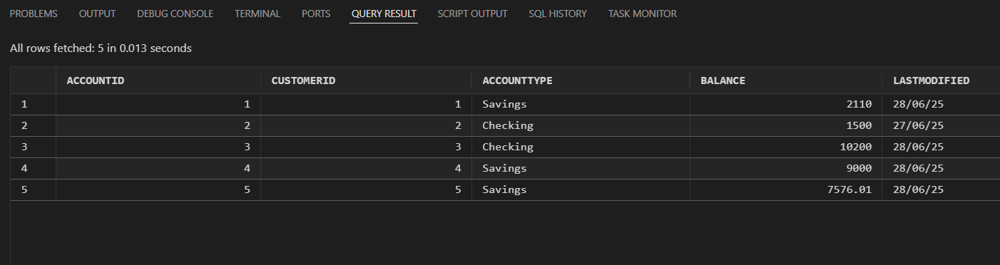 PROBLEMS OUTPUT DEBUG CONSOLE TERMINAL PORTS QUERY RESULT SCRIPT OUTPUT SQL HISTORY TASK MONITOR
All rows fetched: 5 in 0.013 seconds
ACCOUNTID CUSTOMERID ACCOUNTTYPE BALANCE LASTMODIFIED
1 1 1 Savings 2110 28/06/25
2 2 2 Checking 1500 27/06/25
3 3 3 Checking 10200 28/06/25
4 4 4 Savings 9000 28/06/25
5 5 5 Savings 7576.01 28/06/25